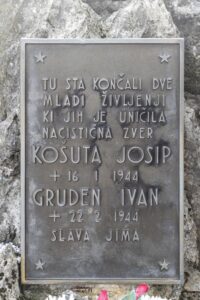 TU STA KONČALI DVE
MLADI ŽIVLJENJI
KI JIH JE UNIČILA
NACISTIČNA ZVER
KOŠUTA JOSIP
+ 16 1 1944
GRUDEN IVAN
+ 22 2 1944
SLAVA JIMA